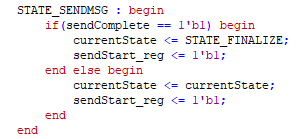 STATE_SENDMSG : begin
    if(sendComplete == 1'b1) begin
        currentState <= STATE_FINALIZE;
        sendStart_reg <= 1'b1;
    end else begin
        currentState <= currentState;
        sendStart_reg <= 1'b1;
    end
end